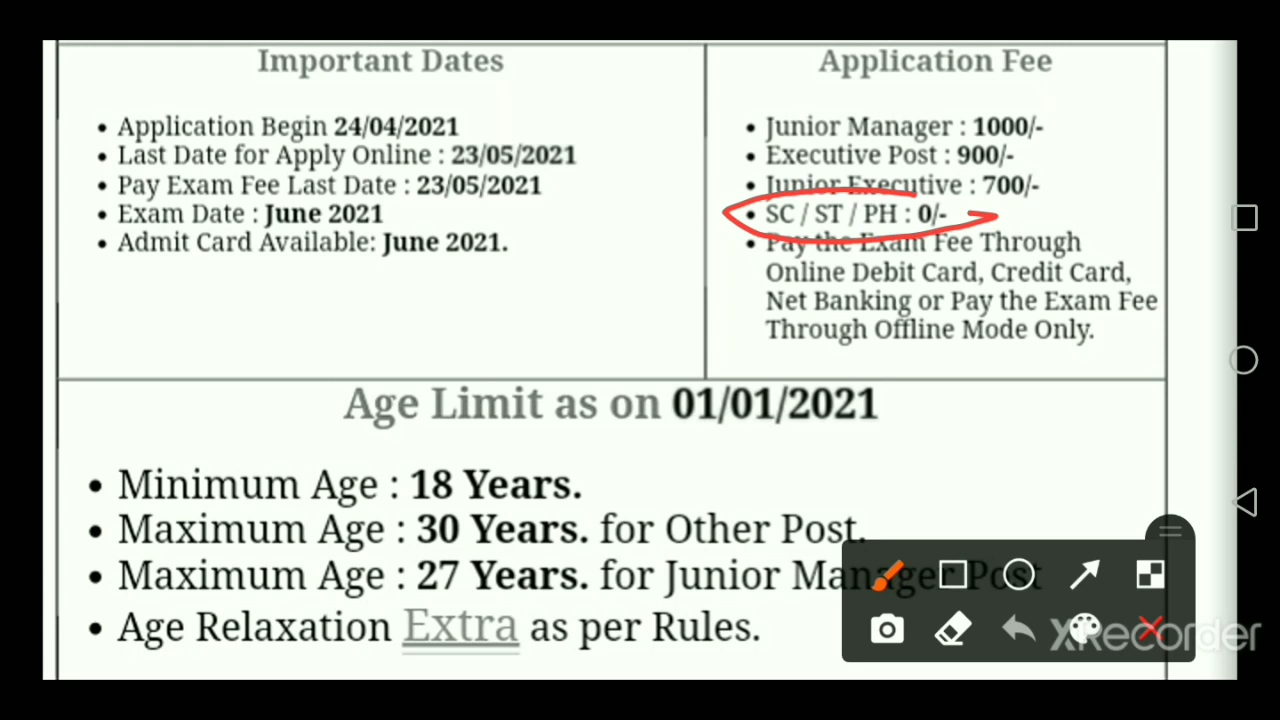 Important Dates
Application Begin 24/04/2021
Last Date for Apply Online : 23/05/2021
Pay Exam Fee Last Date : 23/05/2021
Exam Date : June 2021
Admit Card Available: June 2021.
Application Fee
Junior Manager : 1000/-
Executive Post : 900/-
Junior Executive : 700/-
SC / ST / PH : 0/-
Pay the Exam Fee Through
Online Debit Card, Credit Card,
Net Banking or Pay the Exam Fee
Through Offline Mode Only.
Age Limit as on 01/01/2021
Minimum Age : 18 Years.
Maximum Age : 30 Years. for Other Post.
Maximum Age : 27 Years. for Junior Manager Post
Age Relaxation Extra as per Rules.
XRecorder